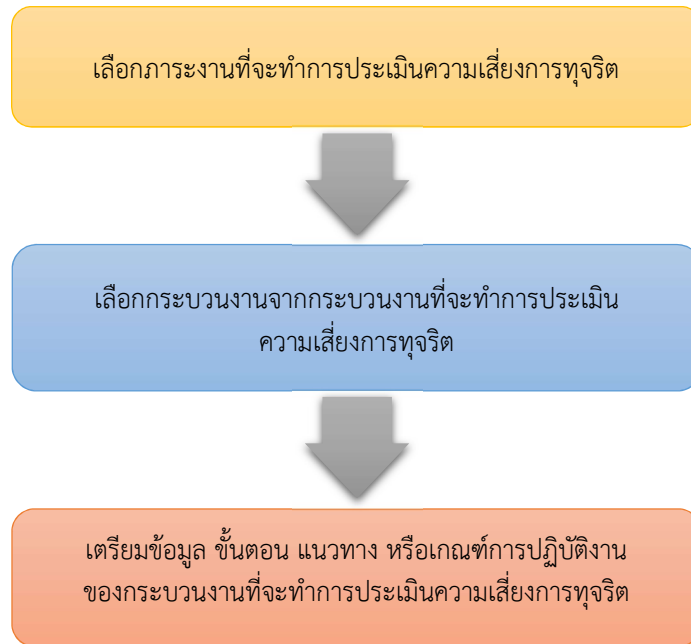 เลือกภาระงานที่จะทำการประเมินความเสี่ยงการทุจริต
เลือกกระบวนงานจากกระบวนงานที่จะทำการประเมิน
ความเสี่ยงการทุจริต
เตรียมข้อมูล ขั้นตอน แนวทาง หรือเกณฑ์การปฏิบัติงาน
ของกระบวนงานที่จะทำการประเมินความเสี่ยงการทุจริต